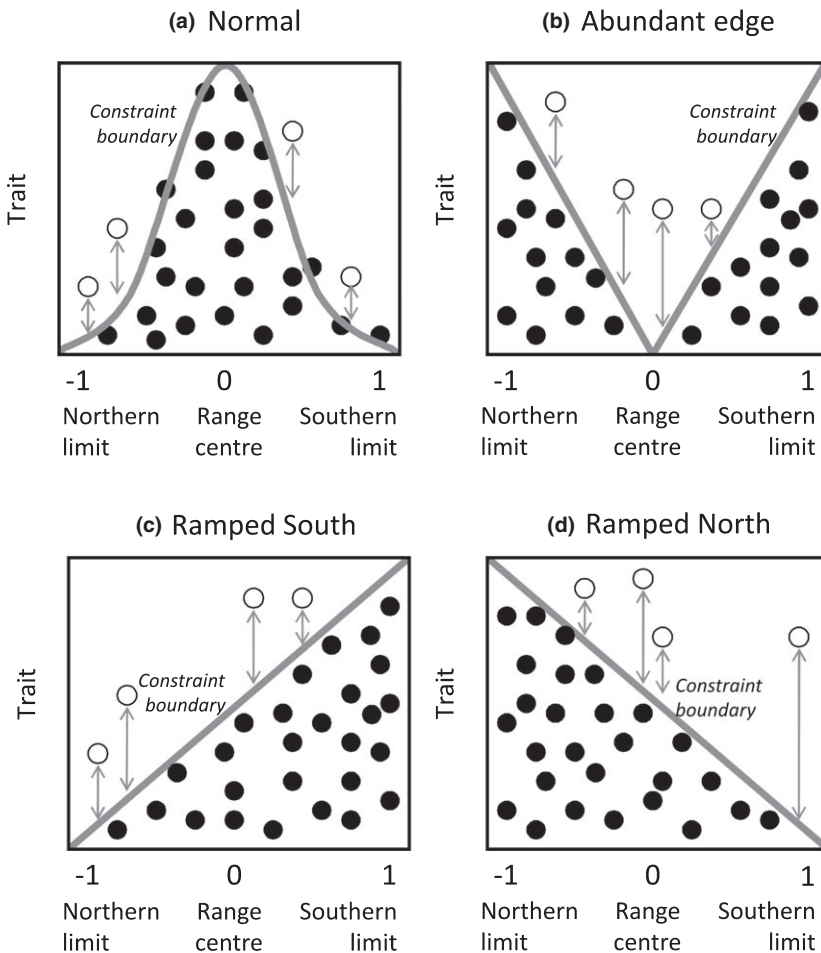 (a) Normal
Constraint
boundary
Trait
-1 0 1
Northern Range Southern
limit centre limit
(b) Abundant edge
Constraint
boundary
Trait
-1 0 1
Northern Range Southern
limit centre limit
(c) Ramped South
Constraint
boundary
Trait
-1 0 1
Northern Range Southern
limit centre limit
(d) Ramped North
Constraint
boundary
Trait
-1 0 1
Northern Range Southern
limit centre limit